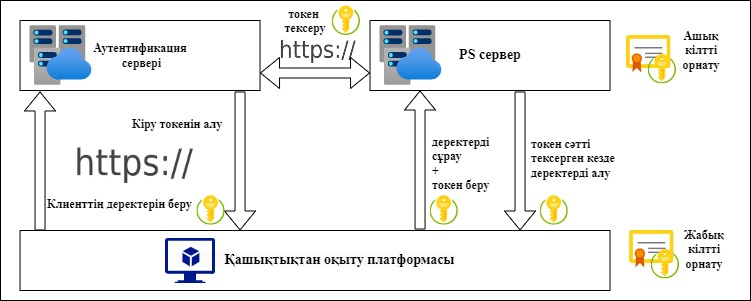 токен
тексеру
https://
Аутентификация
сервері
PS сервер
Ашық
кілтті
орнату
Кіру токенін алу
https://
Клиенттін деректерін беру
деректерді
сұрау
+
токен беру
токен сәтті
тексерген кезде
деректерді алу
Қашықтықтан оқыту платформасы
Жабық
кілтті
орнату